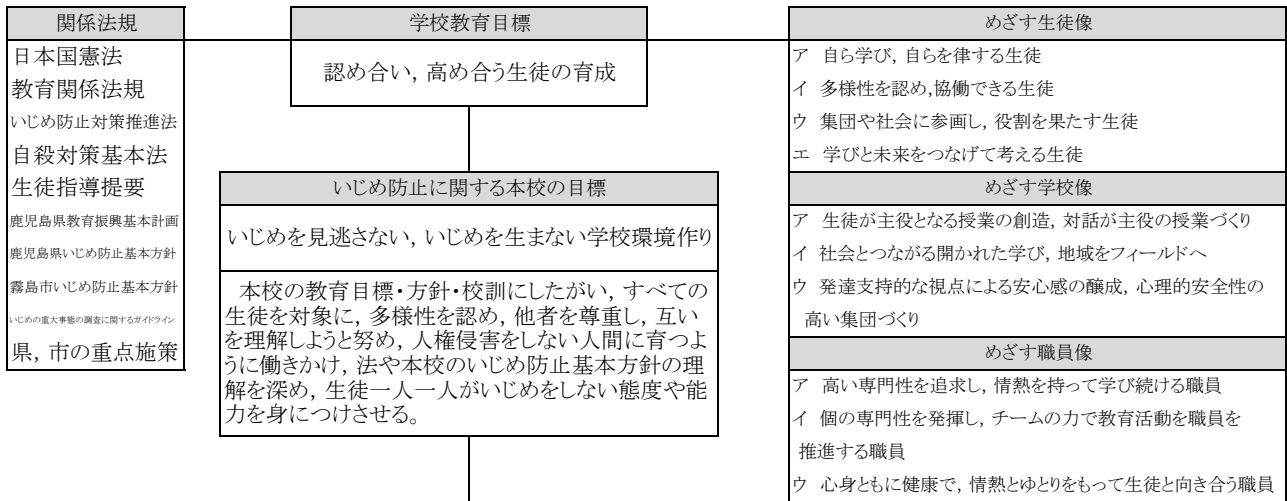 関係法規
日本国憲法
教育関係法規
いじめ防止対策推進法
自殺対策基本法
生徒指導提要
鹿児島県教育振興基本計画
鹿児島県いじめ防止基本方針
霧島市いじめ防止基本方針
いじめの重大事態の調査に関するガイドライン
県，市の重点施策
学校教育目標
認め合い，高め合う生徒の育成
いじめ防止に関する本校の目標
いじめを見逃さない，いじめを生まない学校環境作り
本校の教育目標・方針・校訓にしたがい，すべての
生徒を対象に，多様性を認め，他者を尊重し，互い
を理解しようと努め，人権侵害をしない人間に育つよ
うに働きかけ，法や本校のいじめ防止基本方針の理
解を深め，生徒一人一人がいじめをしない態度や能
力を身につけさせる。
めざす生徒像
ア　自ら学び，自らを律する生徒
イ　多様性を認め,協働できる生徒
ウ　集団や社会に参画し，役割を果たす生徒
エ　学びと未来をつなげて考える生徒
めざす学校像
ア　生徒が主役となる授業の創造，対話が主役の授業づくり
イ　社会とつながる開かれた学び，地域をフィールドへ
ウ　発達支持的な視点による安心感の醸成，心理的安全性の
高い集団づくり
めざす職員像
ア　高い専門性を追求し，情熱を持って学び続ける職員
イ　個の専門性を発揮し，チームの力で教育活動を職員を
推進する職員
ウ　心身ともに健康で，情熱とゆとりをもって生徒と向き合う職員